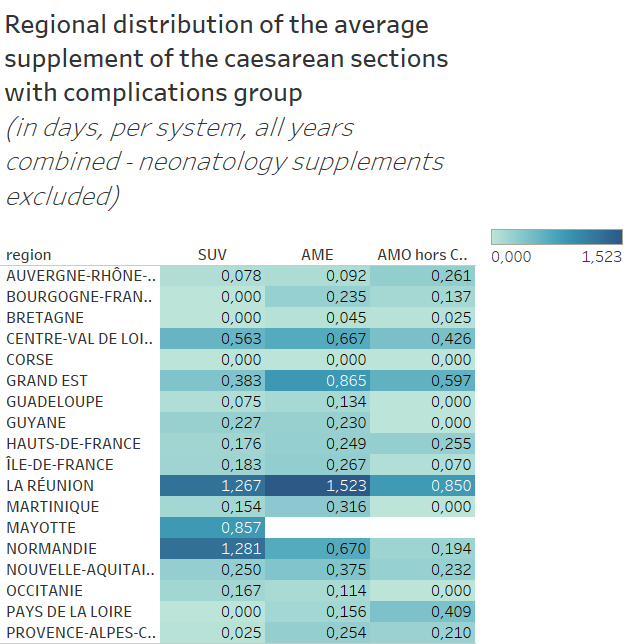 Regional distribution of the average
supplement of the caesarean sections
with complications group
(in days, per system, all years
combined - neonatology supplements
excluded)
0,000 1,523
region SUV AME AMO hors C..
AUVERGNE-RHÔNE-.. 0,078 0,092 0,261
BOURGOGNE-FRAN.. 0,000 0,235 0,137
BRETAGNE 0,000 0,045 0,025
CENTRE-VAL DE LOI.. 0,563 0,667 0,426
CORSE 0,000 0,000 0,000
GRAND EST 0,383 0,865 0,597
GUADELOUPE 0,075 0,134 0,000
GUYANE 0,227 0,230 0,000
HAUTS-DE-FRANCE 0,176 0,249 0,255
ÎLE-DE-FRANCE 0,183 0,267 0,070
LA RÉUNION 1,267 1,523 0,850
MARTINIQUE 0,154 0,316 0,000
MAYOTTE 0,857
NORMANDIE 1,281 0,670 0,194
NOUVELLE-AQUITAI.. 0,250 0,375 0,232
OCCITANIE 0,167 0,114 0,000
PAYS DE LA LOIRE 0,000 0,156 0,409
PROVENCE-ALPES-C.. 0,025 0,254 0,210